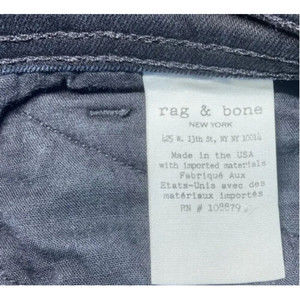 rag & bone
NEW YORK
425 W. 13th St, NY NY 10014
Made in the USA
with imported materials
Fabriqué Aux
Etats-Unis avec des
matériaux importés
RN # 108879